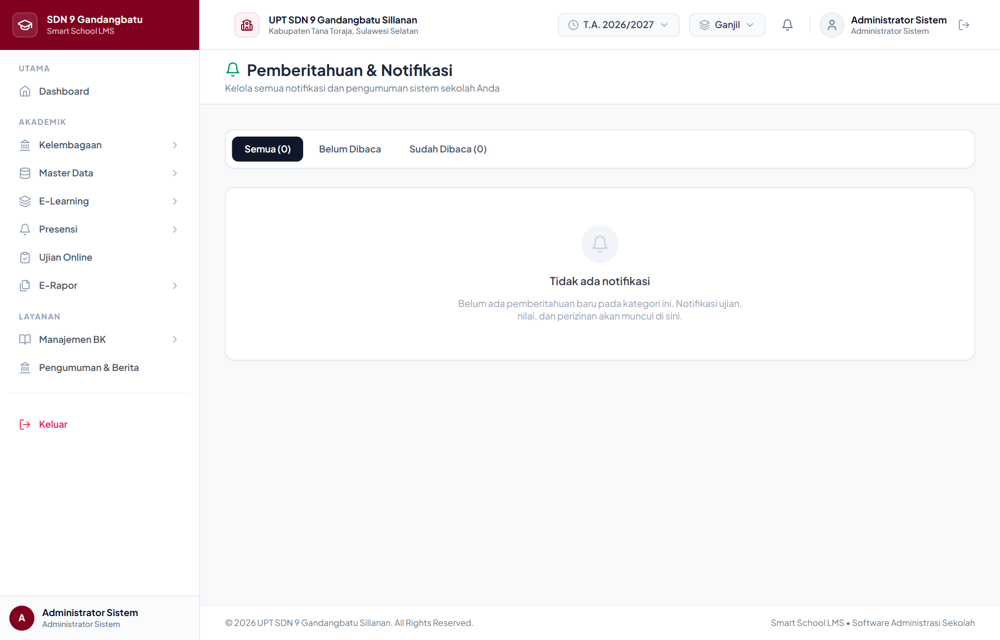 SDN 9 Gandangbatu
Smart School LMS
UPT SDN 9 Gandangbatu Sillanan
Kabupaten Tana Toraja, Sulawesi Selatan
T.A. 2026/2027
Ganjil
Administrator Sistem
Administrator Sistem
UTAMA
Dashboard
AKADEMIK
Kelembagaan
Master Data
E-Learning
Presensi
Ujian Online
E-Rapor
LAYANAN
Manajemen BK
Pengumuman & Berita
Keluar
A
Administrator Sistem
Administrator Sistem
Pemberitahuan & Notifikasi
Kelola semua notifikasi dan pengumuman sistem sekolah Anda
Semua (0)
Belum Dibaca
Sudah Dibaca (0)
Tidak ada notifikasi
Belum ada pemberitahuan baru pada kategori ini. Notifikasi ujian,
nilai, dan perizinan akan muncul di sini.
© 2026 UPT SDN 9 Gandangbatu Sillanan. All Rights Reserved.
Smart School LMS • Software Administrasi Sekolah